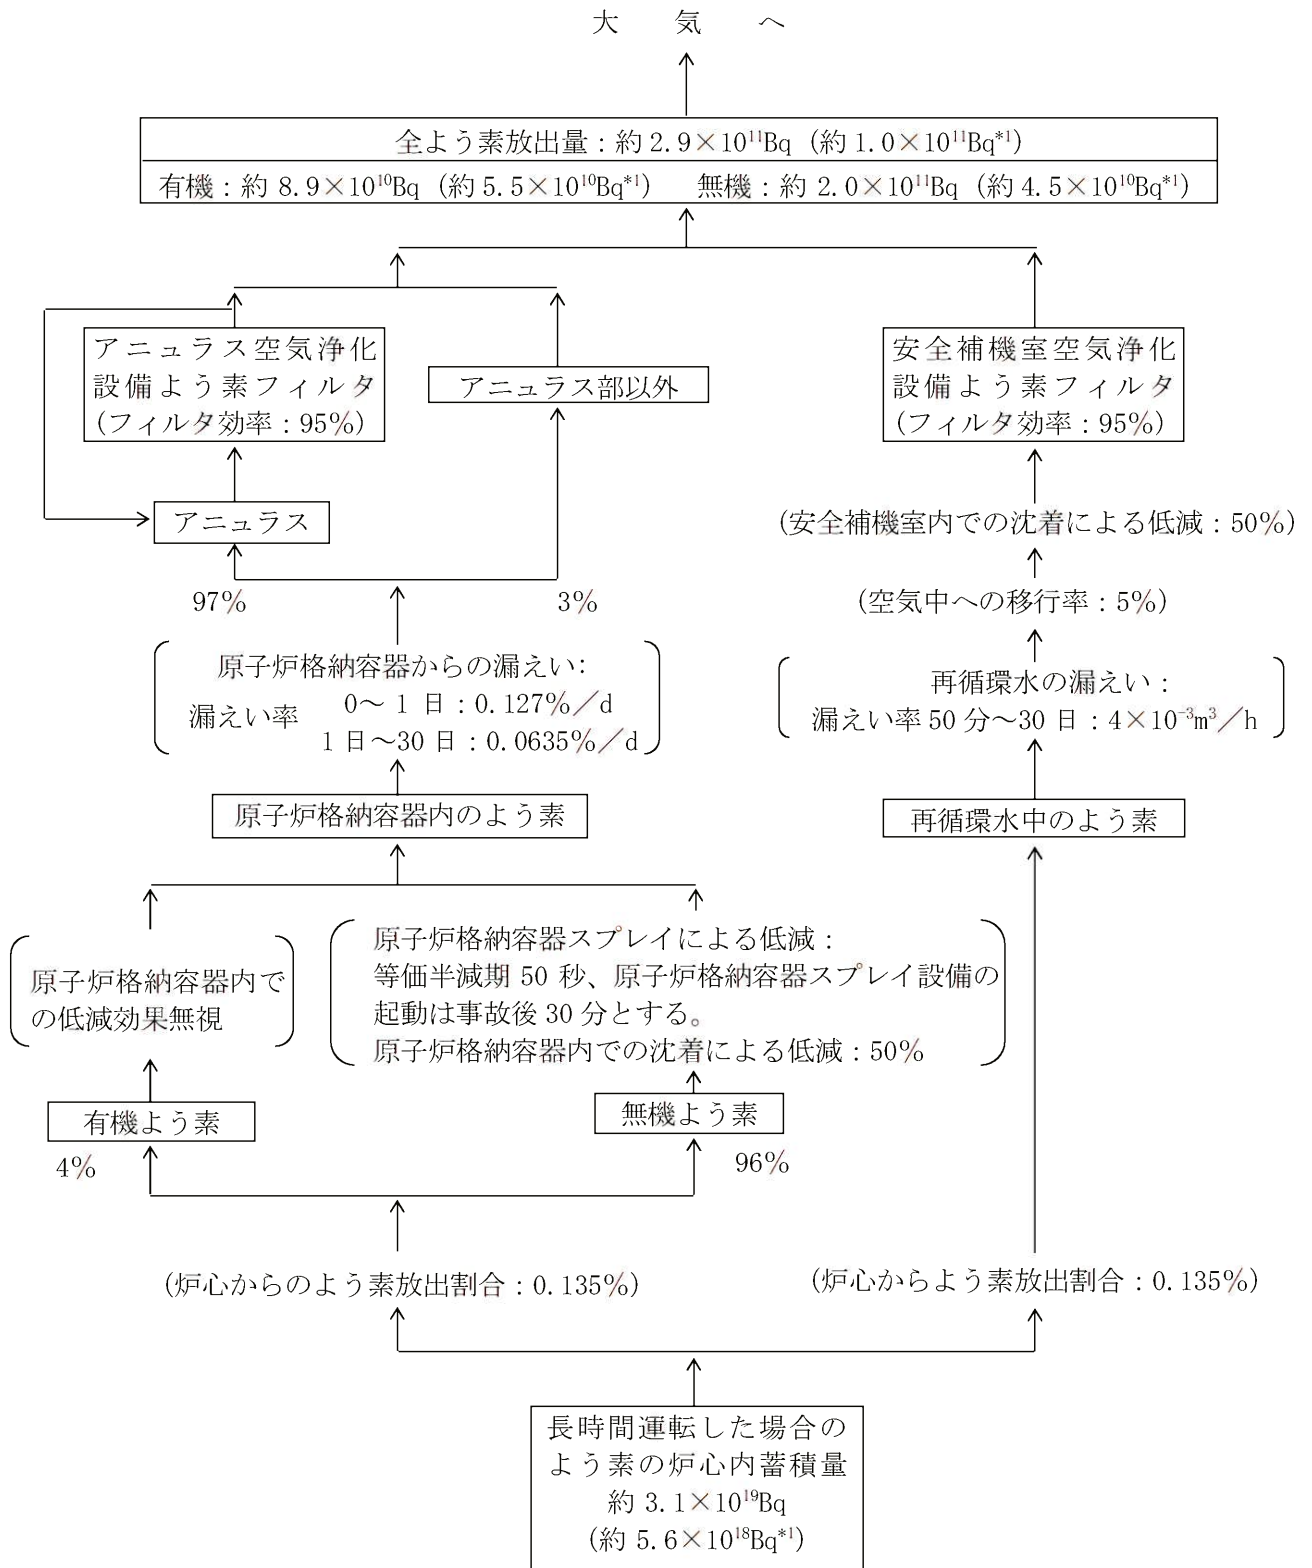 大　気　へ
全よう素放出量：約 2.9×10¹¹Bq (約 1.0×10¹¹Bq*¹)
有機：約 8.9×10¹⁰Bq (約 5.5×10¹⁰Bq*¹)　無機：約 2.0×10¹¹Bq (約 4.5×10¹⁰Bq*¹)
アニュラス空気浄化
設備よう素フィルタ
(フィルタ効率：95%)
アニュラス部以外
安全補機室空気浄化
設備よう素フィルタ
(フィルタ効率：95%)
アニュラス
(安全補機室内での沈着による低減：50%)
97%
3%
(空気中への移行率：5%)
原子炉格納容器からの漏えい：
漏えい率
0～ 1 日：0.127%／d
1 日～30 日：0.0635%／d
再循環水の漏えい：
漏えい率 50 分～30 日：4×10⁻³m³／h
原子炉格納容器内のよう素
再循環水中のよう素
原子炉格納容器内で
の低減効果無視
原子炉格納容器スプレイによる低減：
等価半減期 50 秒、原子炉格納容器スプレイ設備の
起動は事故後 30 分とする。
原子炉格納容器内での沈着による低減：50%
有機よう素
無機よう素
4%
96%
(炉心からのよう素放出割合：0.135%)
(炉心からよう素放出割合：0.135%)
長時間運転した場合の
よう素の炉心内蓄積量
約 3.1×10¹⁹Bq
(約 5.6×10¹⁸Bq*¹)